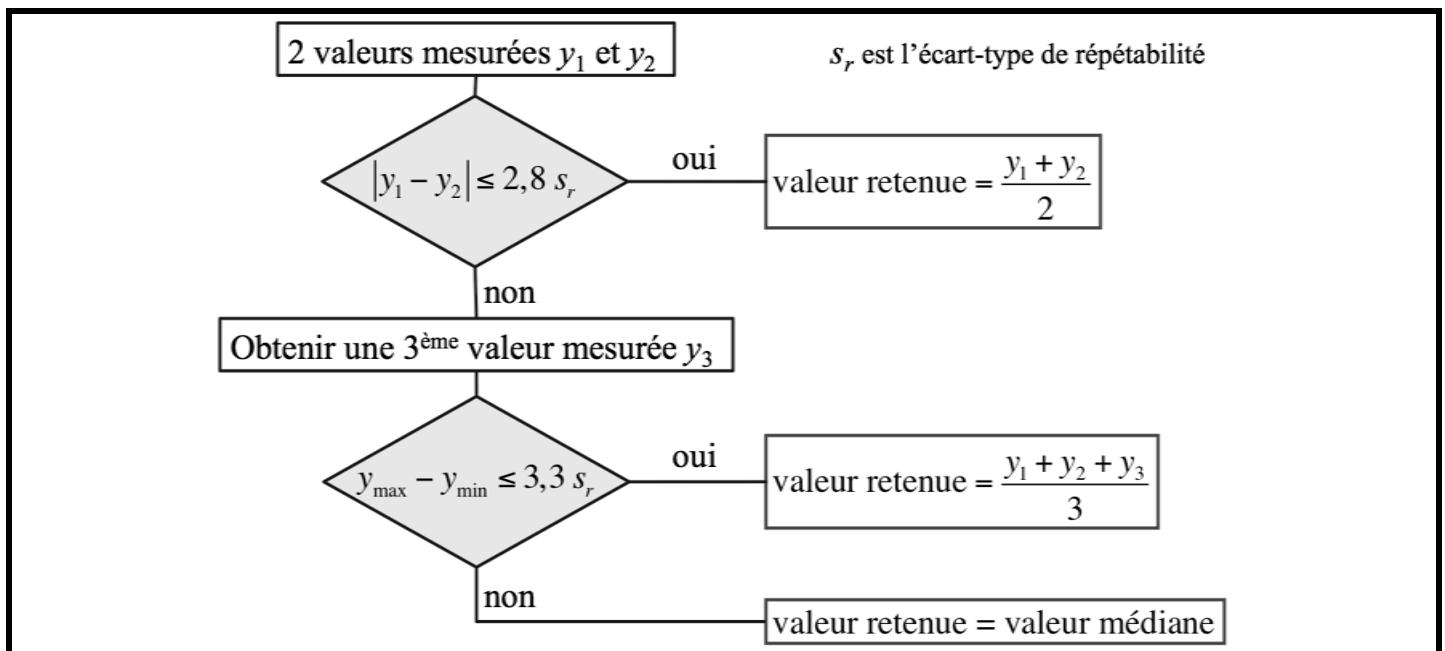 2 valeurs mesurées y₁ et y₂
sᵣ est l'écart-type de répétabilité
|y₁ − y₂| ≤ 2,8 sᵣ
oui
valeur retenue = (y₁ + y₂)/2
non
Obtenir une 3ème valeur mesurée y₃
y_max − y_min ≤ 3,3 sᵣ
oui
valeur retenue = (y₁ + y₂ + y₃)/3
non
valeur retenue = valeur médiane